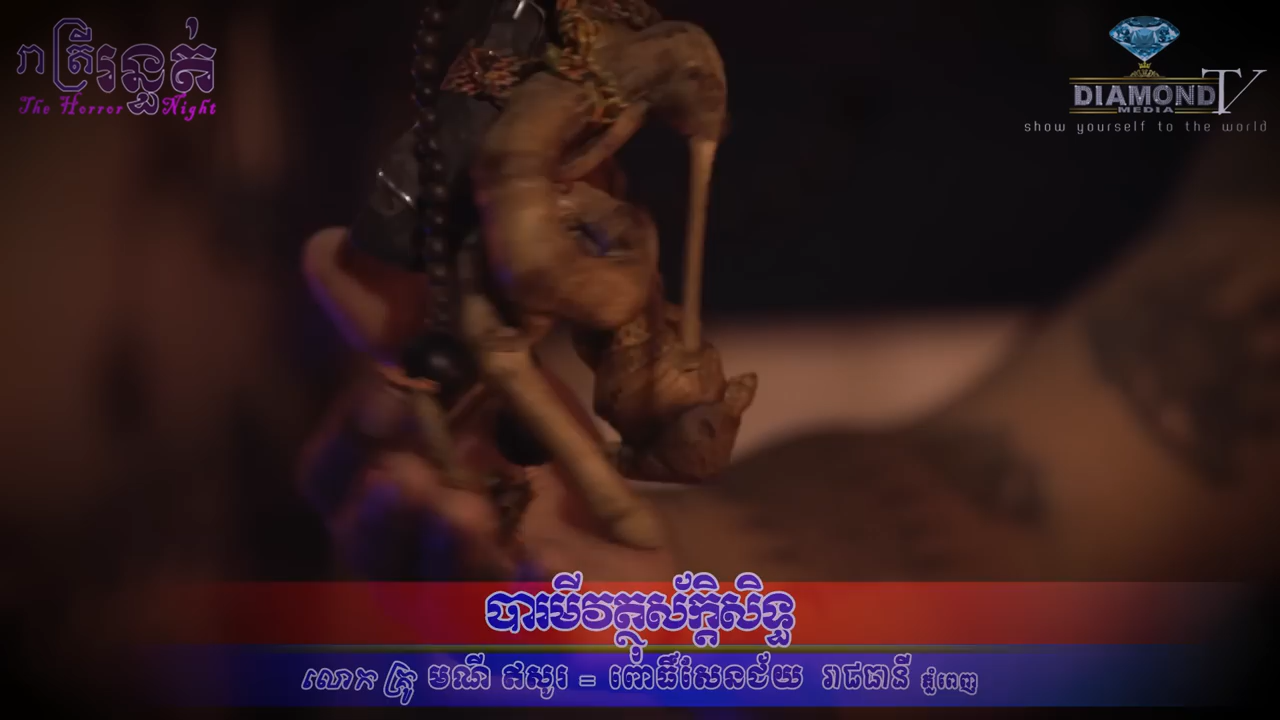 រាត្រីរន្ធត់
The Horror Night
DIAMOND TV
MEDIA
show yourself to the world
បារមីវត្ថុស័ក្តិសិទ្ធ
លោក គ្រូ មណី ឥសូរ = ពោធិ៍សែនជ័យ រាជធានី ភ្នំពេញ